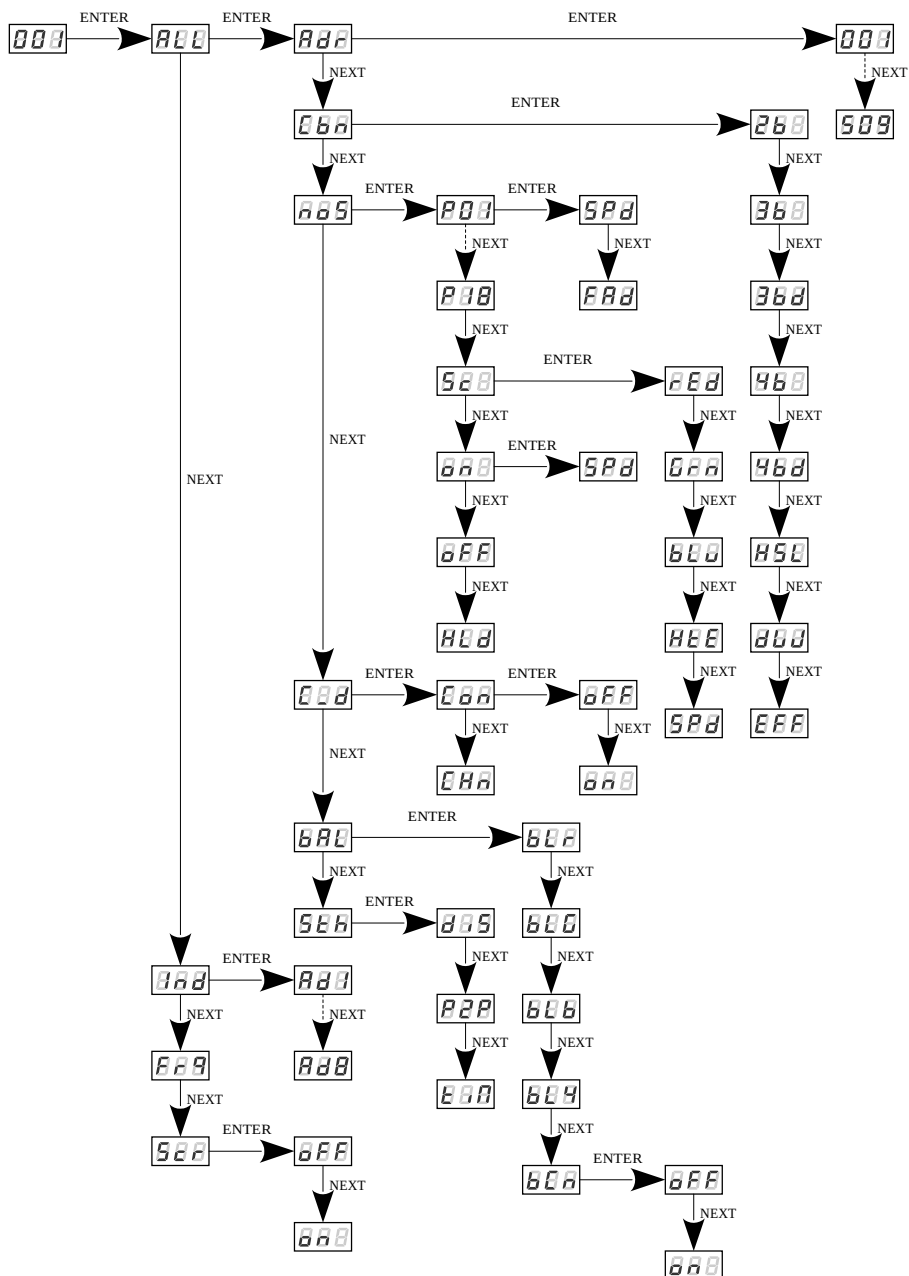 ENTER ENTER ENTER
001 ALL Adr 001
NEXT NEXT
ENTER
Cbn 2b S09
NEXT NEXT
ENTER ENTER
noS P01 SPd 3b
NEXT NEXT NEXT
P18 FAd 3bd
NEXT ENTER NEXT
Sc rEd 4b
NEXT NEXT NEXT NEXT
ENTER
on SPd Grn 4bd
NEXT NEXT NEXT NEXT
oFF bLu HSL
NEXT NEXT NEXT
HLd HtE dUJ
ENTER ENTER NEXT NEXT
C_d Con oFF SPd EFF
NEXT NEXT NEXT
CHn on
ENTER
bAL bLr
NEXT NEXT
ENTER
Sth diS bLG
ENTER NEXT NEXT
Ind Ad1 P2P bLb
NEXT NEXT NEXT NEXT
Frq Ad8 tiM bLY
NEXT ENTER NEXT
Scr oFF bCn ENTER oFF
NEXT NEXT
on on